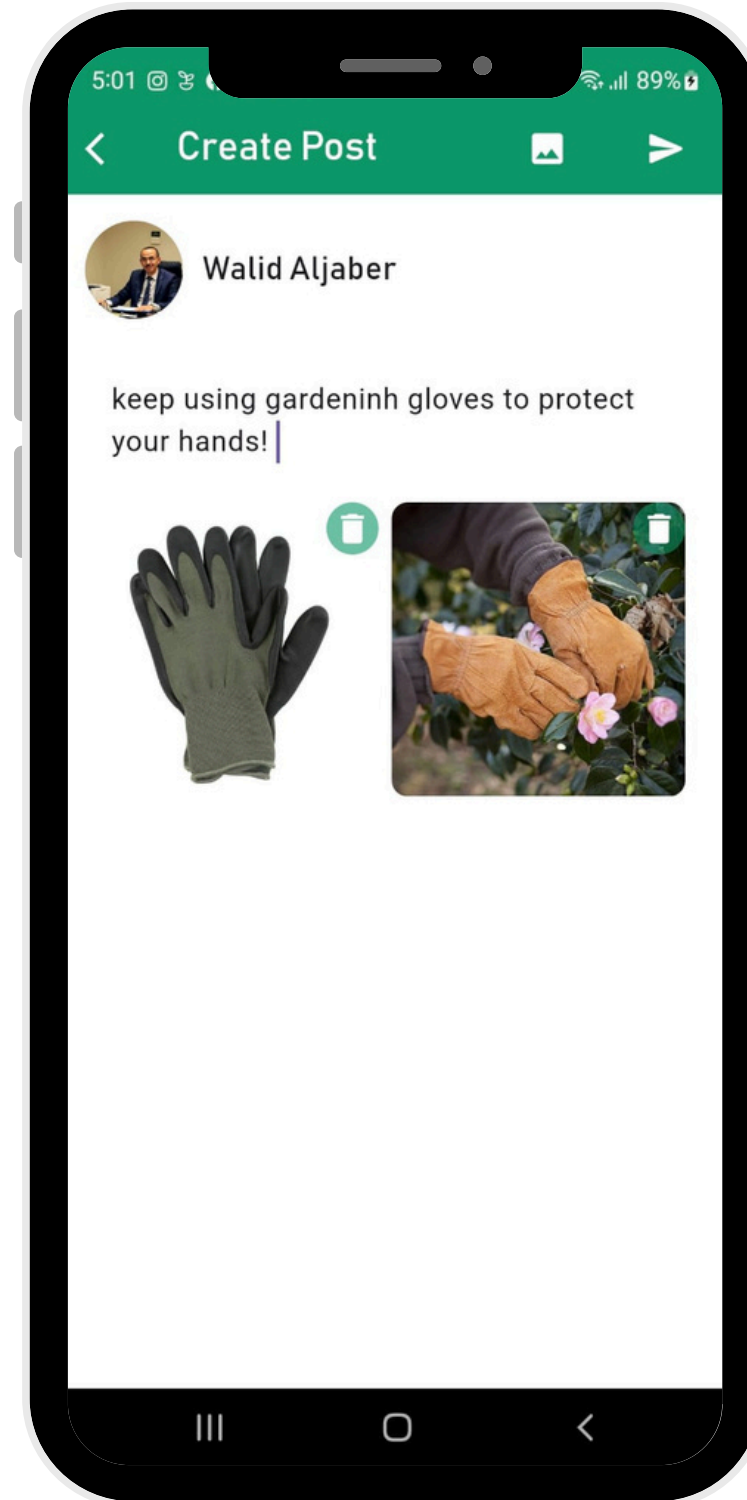 5:01 89%
Create Post
Walid Aljaber
keep using gardeninh gloves to protect
your hands!